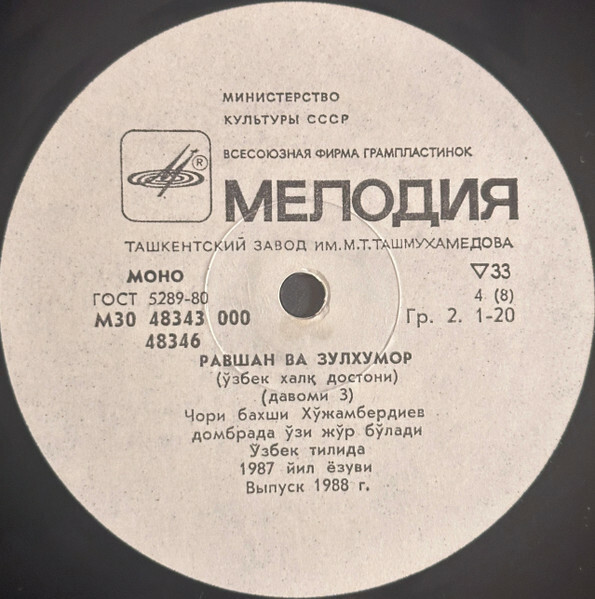 МИНИСТЕРСТВО
КУЛЬТУРЫ СССР
ВСЕСОЮЗНАЯ ФИРМА ГРАМПЛАСТИНОК
®
МЕЛОДИЯ
ТАШКЕНТСКИЙ ЗАВОД ИМ.М.Т.ТАШМУХАМЕДОВА
МОНО ▽33
ГОСТ 5289-80 4 (8)
М30 48343 000 Гр. 2. 1-20
48346
РАВШАН ВА ЗУЛХУМОР
(ўзбек халқ достони)
(давоми 3)
Чори бахши Хўжамбердиев
домбрада ўзи жўр бўлади
Ўзбек тилида
1987 йил ёзуви
Выпуск 1988 г.